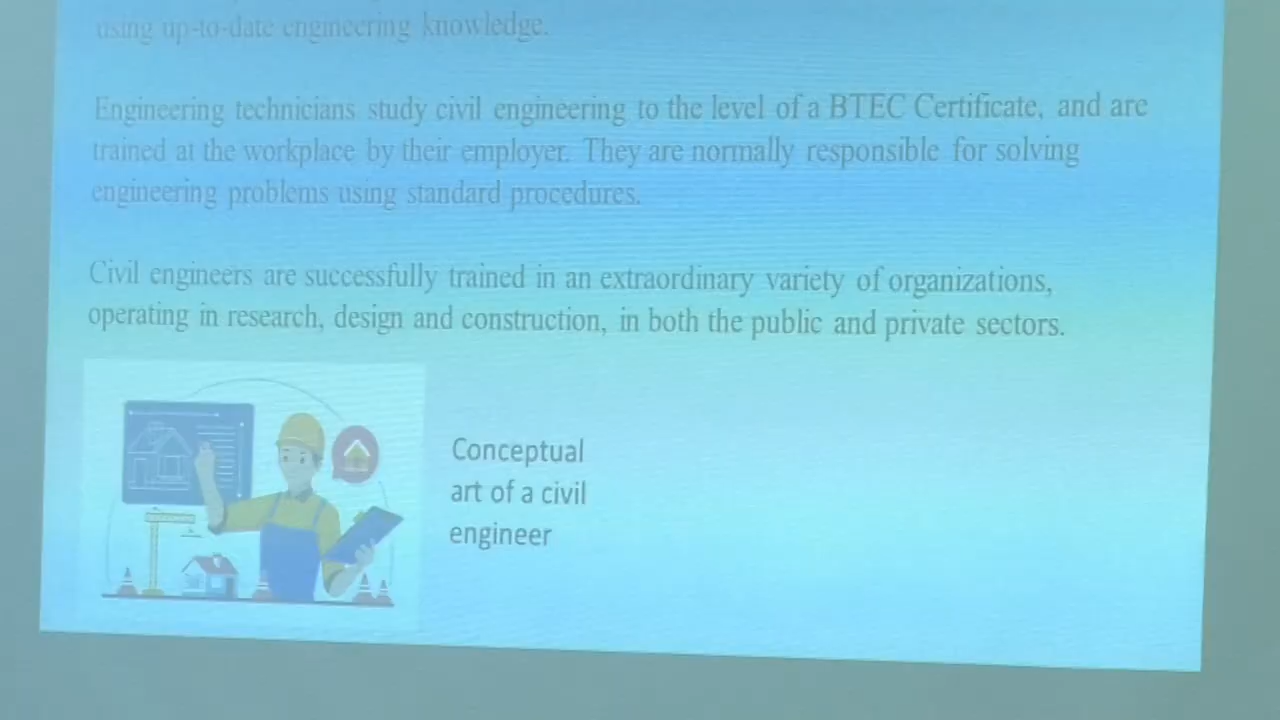 using up-to-date engineering knowledge.
Engineering technicians study civil engineering to the level of a BTEC Certificate, and are
trained at the workplace by their employer. They are normally responsible for solving
engineering problems using standard procedures.
Civil engineers are successfully trained in an extraordinary variety of organizations,
operating in research, design and construction, in both the public and private sectors.
Conceptual
art of a civil
engineer